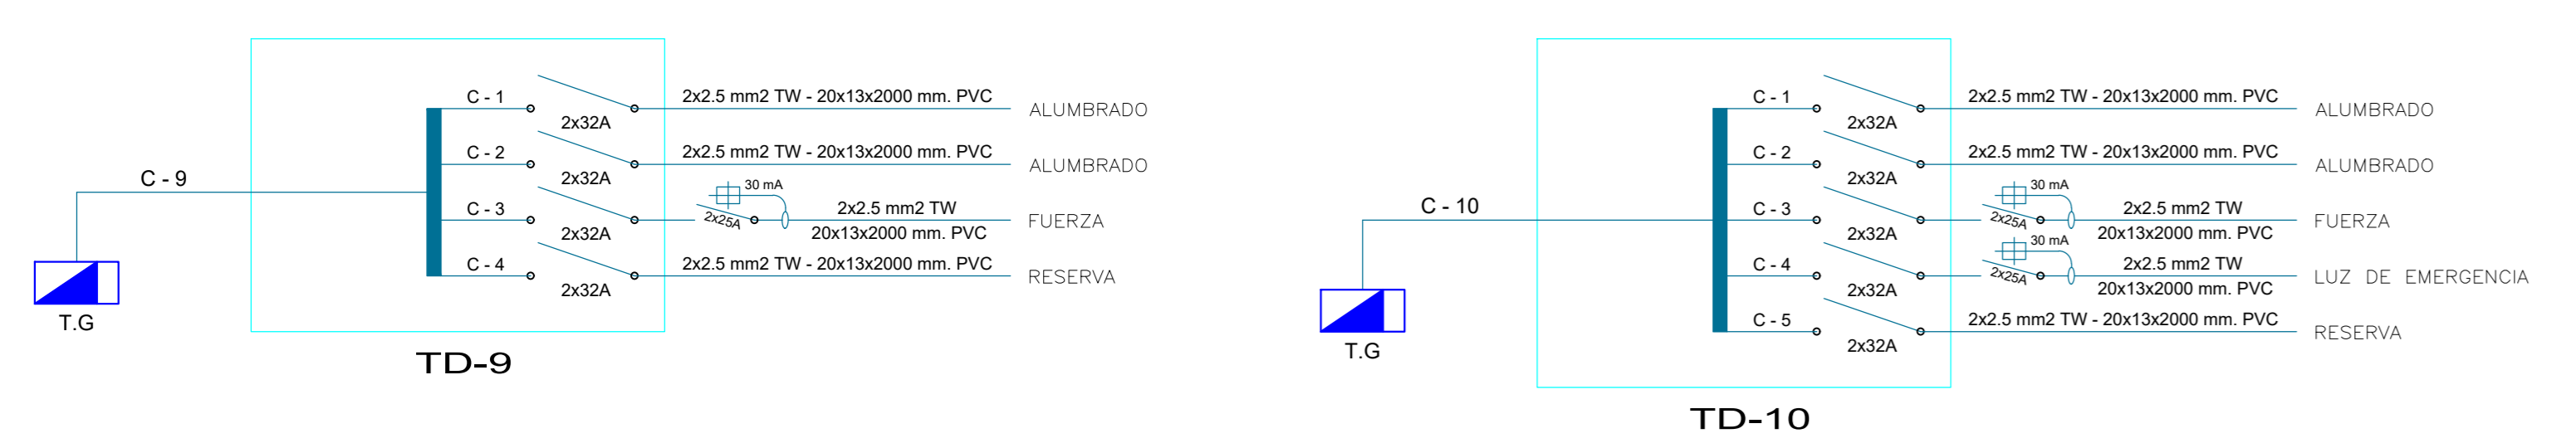 C - 9
T.G
C - 1
2x32A
2x2.5 mm2 TW - 20x13x2000 mm. PVC
ALUMBRADO
C - 2
2x32A
2x2.5 mm2 TW - 20x13x2000 mm. PVC
ALUMBRADO
C - 3
2x32A
30 mA
2x25A
2x2.5 mm2 TW
20x13x2000 mm. PVC
FUERZA
C - 4
2x32A
2x2.5 mm2 TW - 20x13x2000 mm. PVC
RESERVA
TD-9
C - 10
T.G
C - 1
2x32A
2x2.5 mm2 TW - 20x13x2000 mm. PVC
ALUMBRADO
C - 2
2x32A
2x2.5 mm2 TW - 20x13x2000 mm. PVC
ALUMBRADO
C - 3
2x32A
30 mA
2x25A
2x2.5 mm2 TW
20x13x2000 mm. PVC
FUERZA
C - 4
2x32A
30 mA
2x25A
2x2.5 mm2 TW
20x13x2000 mm. PVC
LUZ DE EMERGENCIA
C - 5
2x32A
2x2.5 mm2 TW - 20x13x2000 mm. PVC
RESERVA
TD-10